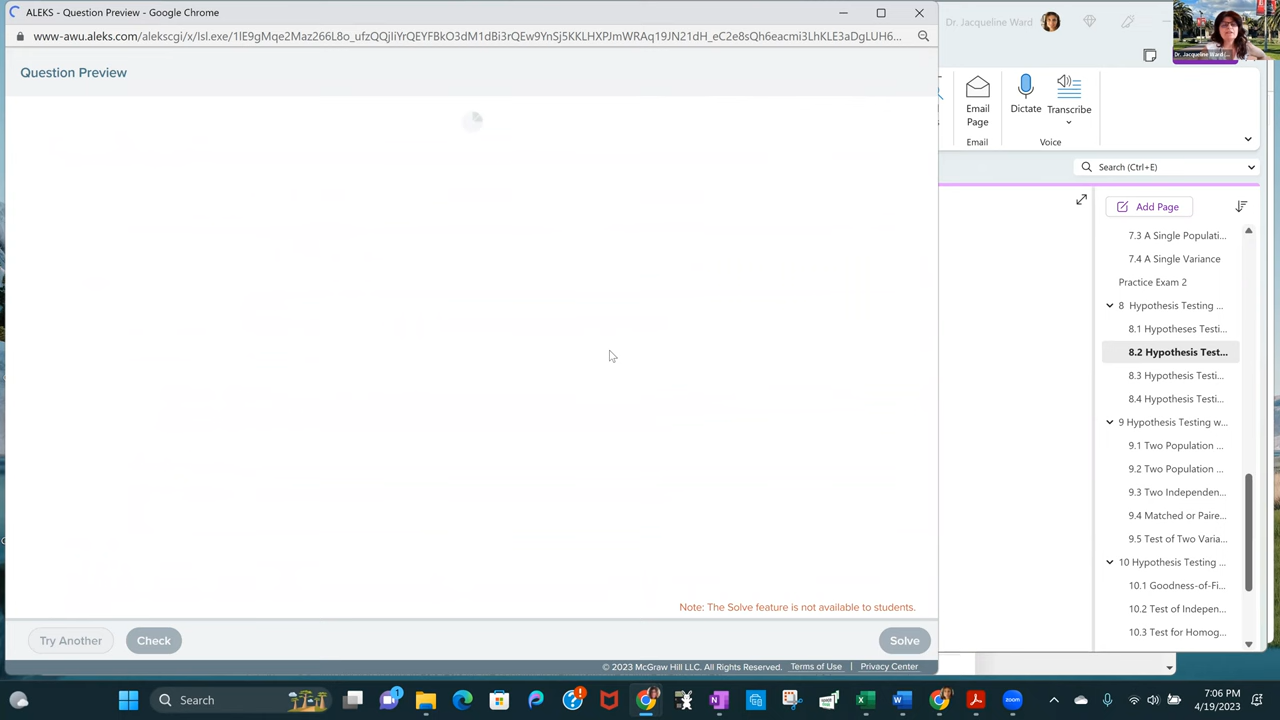 ALEKS - Question Preview - Google Chrome
www-awu.aleks.com/alekscgi/x/Isl.exe/1IE9gMqe2Maz266L8o_ufzQQjliYrQEYFBkO3dM1dBi3rQEw9YnSj5KKLHXPJmWRAq19JN21dH_eC2e8sQh6eacmi3LhKLE3aDgLUH6...
Question Preview
Note: The Solve feature is not available to students.
Try Another
Check
Solve
© 2023 McGraw Hill LLC. All Rights Reserved. Terms of Use | Privacy Center
Dr. Jacqueline Ward
Email Page
Dictate
Transcribe
Email
Voice
Search (Ctrl+E)
Add Page
7.3 A Single Populati...
7.4 A Single Variance
Practice Exam 2
8 Hypothesis Testing ...
8.1 Hypotheses Testi...
8.2 Hypothesis Test...
8.3 Hypothesis Testi...
8.4 Hypothesis Testi...
9 Hypothesis Testing w...
9.1 Two Population ...
9.2 Two Population ...
9.3 Two Independen...
9.4 Matched or Paire...
9.5 Test of Two Varia...
10 Hypothesis Testing ...
10.1 Goodness-of-Fi...
10.2 Test of Indepen...
10.3 Test for Homog...
Search
7:06 PM
4/19/2023